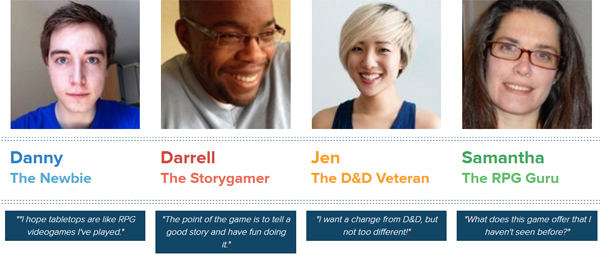 Danny
The Newbie
""I hope tabletops are like RPG
videogames I've played."
Darrell
The Storygamer
"The point of the game is to tell a
good story and have fun doing
it."
Jen
The D&D Veteran
"I want a change from D&D, but
not too different!"
Samantha
The RPG Guru
"What does this game offer that I
haven't seen before?"